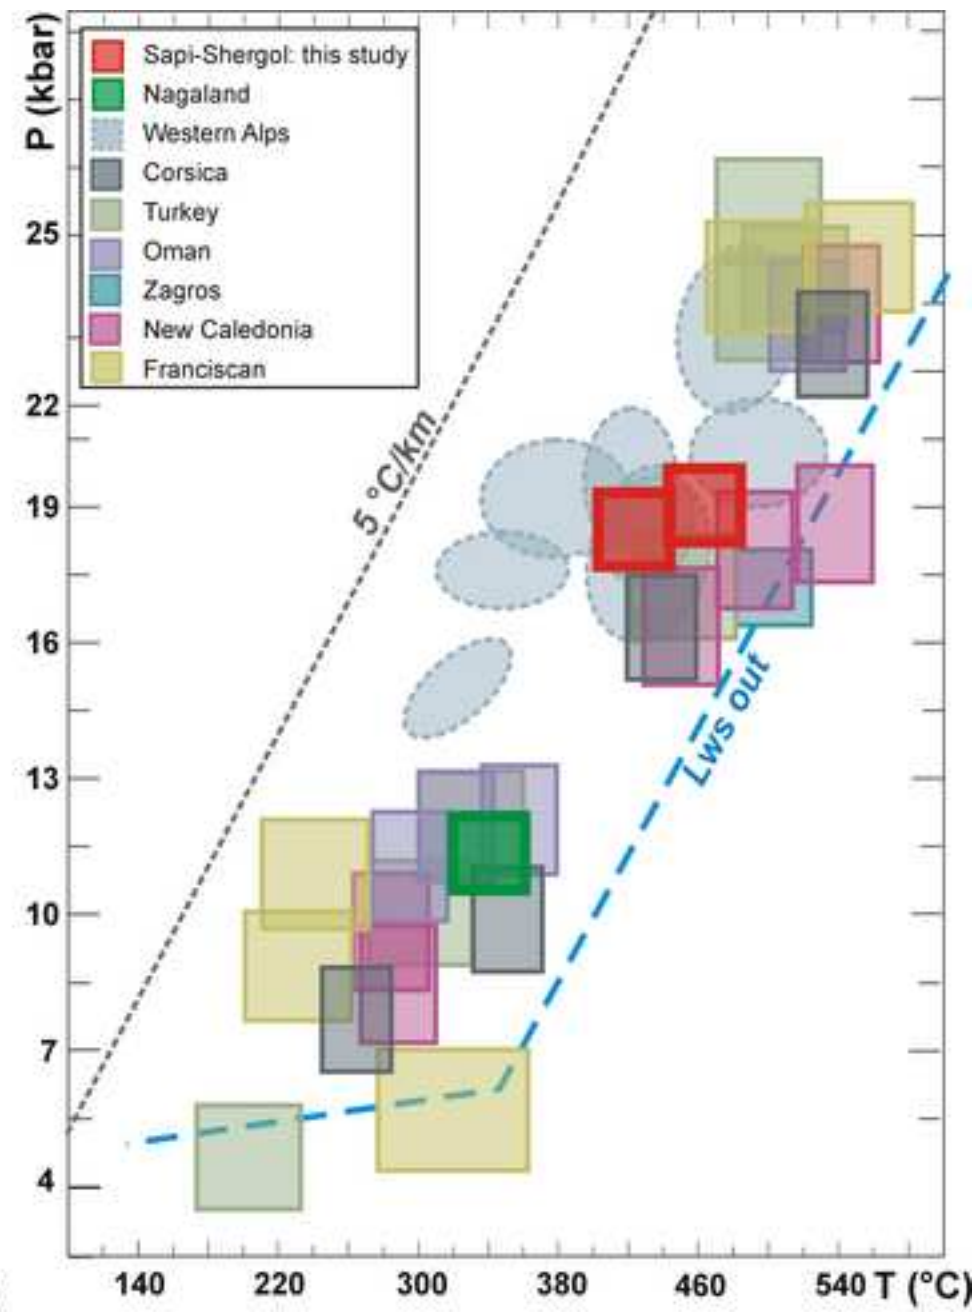 P (kbar)
Sapi-Shergol: this study
Nagaland
Western Alps
Corsica
Turkey
Oman
Zagros
New Caledonia
Franciscan
25
22
19
16
13
10
7
4
5 °C/km
Lws out
140
220
300
380
460
540
T (°C)